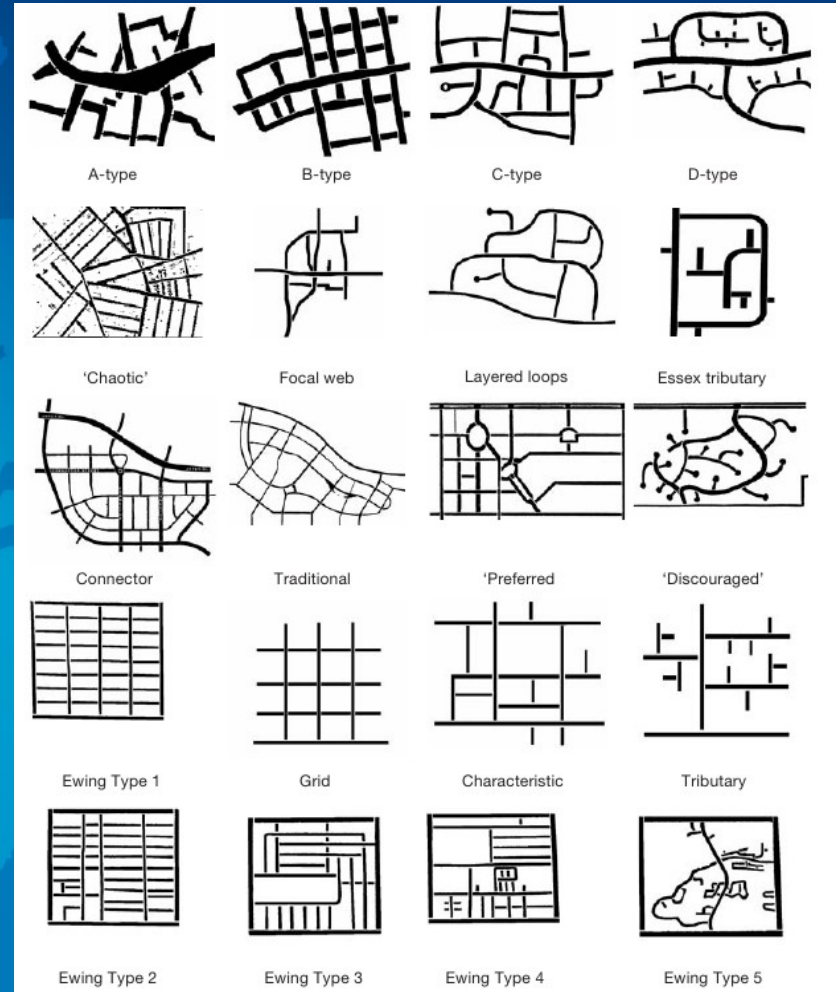 A-type B-type C-type D-type
‘Chaotic’ Focal web Layered loops Essex tributary
Connector Traditional ‘Preferred ‘Discouraged’
Ewing Type 1 Grid Characteristic Tributary
Ewing Type 2 Ewing Type 3 Ewing Type 4 Ewing Type 5